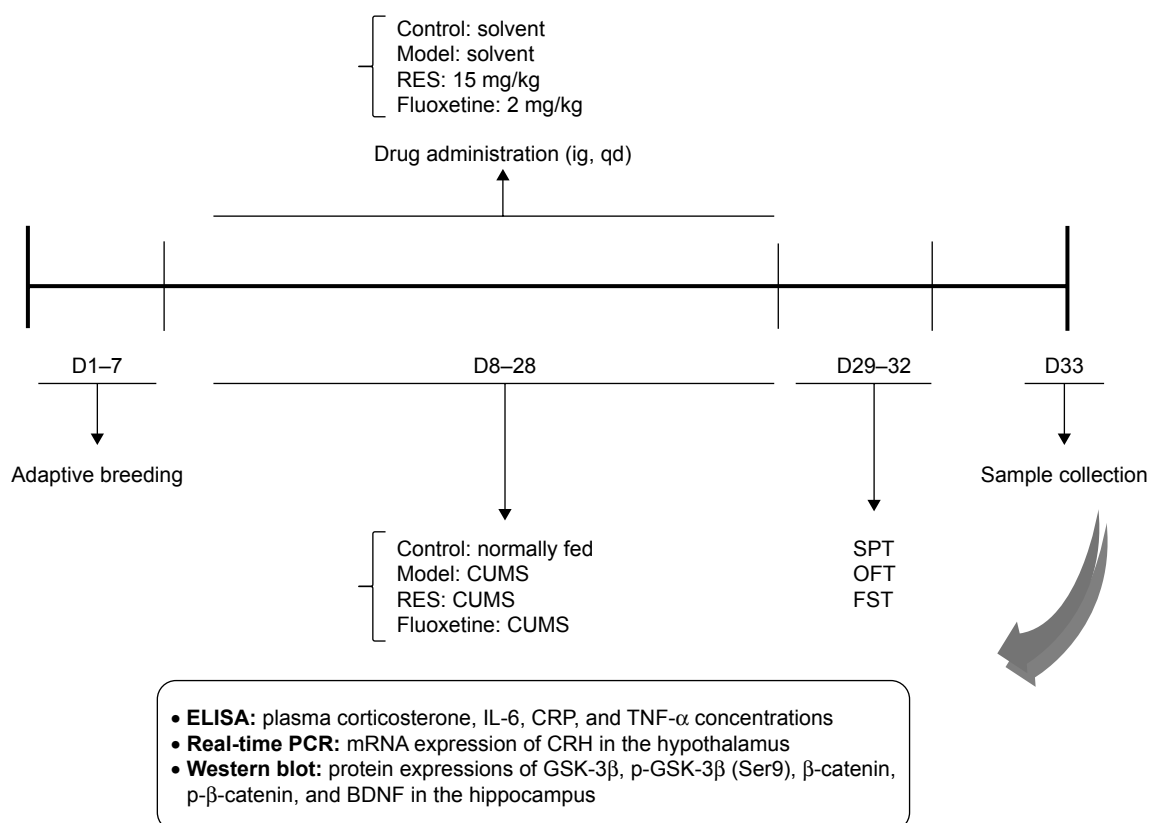 Control: solvent
Model: solvent
RES: 15 mg/kg
Fluoxetine: 2 mg/kg
Drug administration (ig, qd)
D1–7
D8–28
D29–32
D33
Adaptive breeding
Sample collection
Control: normally fed
Model: CUMS
RES: CUMS
Fluoxetine: CUMS
SPT
OFT
FST
• ELISA: plasma corticosterone, IL-6, CRP, and TNF-α concentrations
• Real-time PCR: mRNA expression of CRH in the hypothalamus
• Western blot: protein expressions of GSK-3β, p-GSK-3β (Ser9), β-catenin,
p-β-catenin, and BDNF in the hippocampus